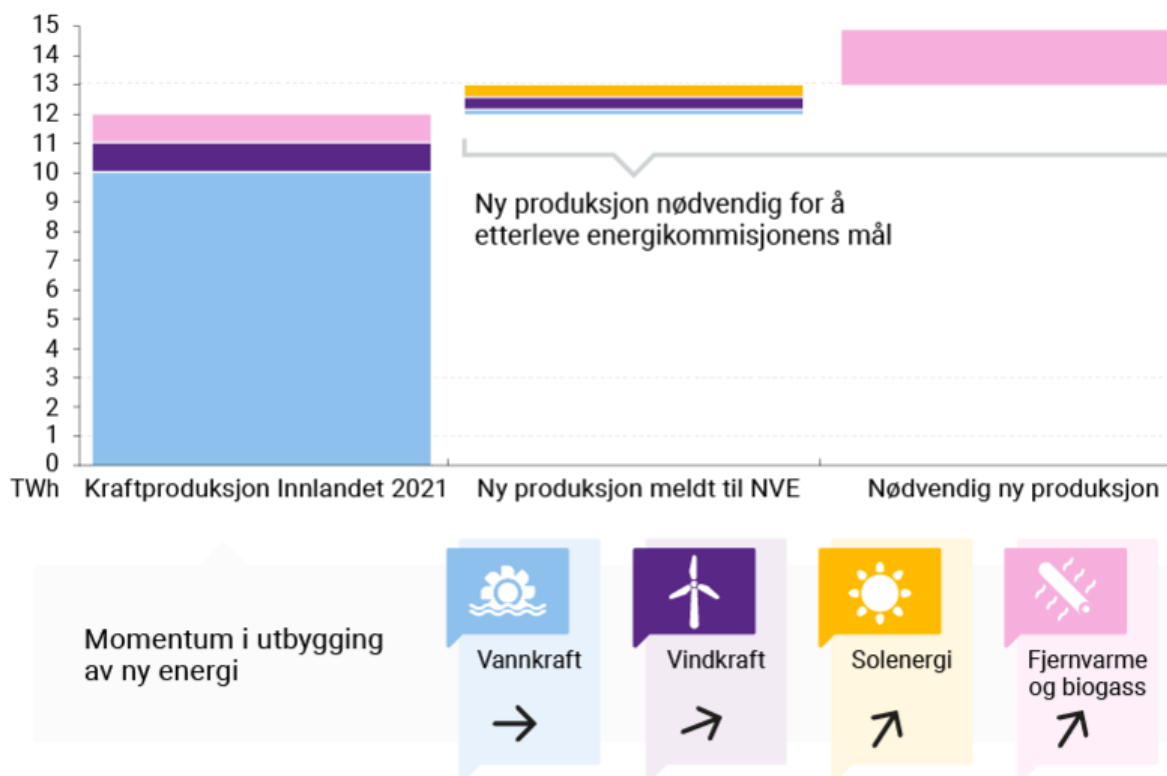 15
14
13
12
11
10
9
8
7
6
5
4
3
2
1
0
TWh
Ny produksjon nødvendig for å
etterleve energikommisjonens mål
Kraftproduksjon Innlandet 2021
Ny produksjon meldt til NVE
Nødvendig ny produksjon
Momentum i utbygging
av ny energi
Vannkraft
Vindkraft
Solenergi
Fjernvarme
og biogass